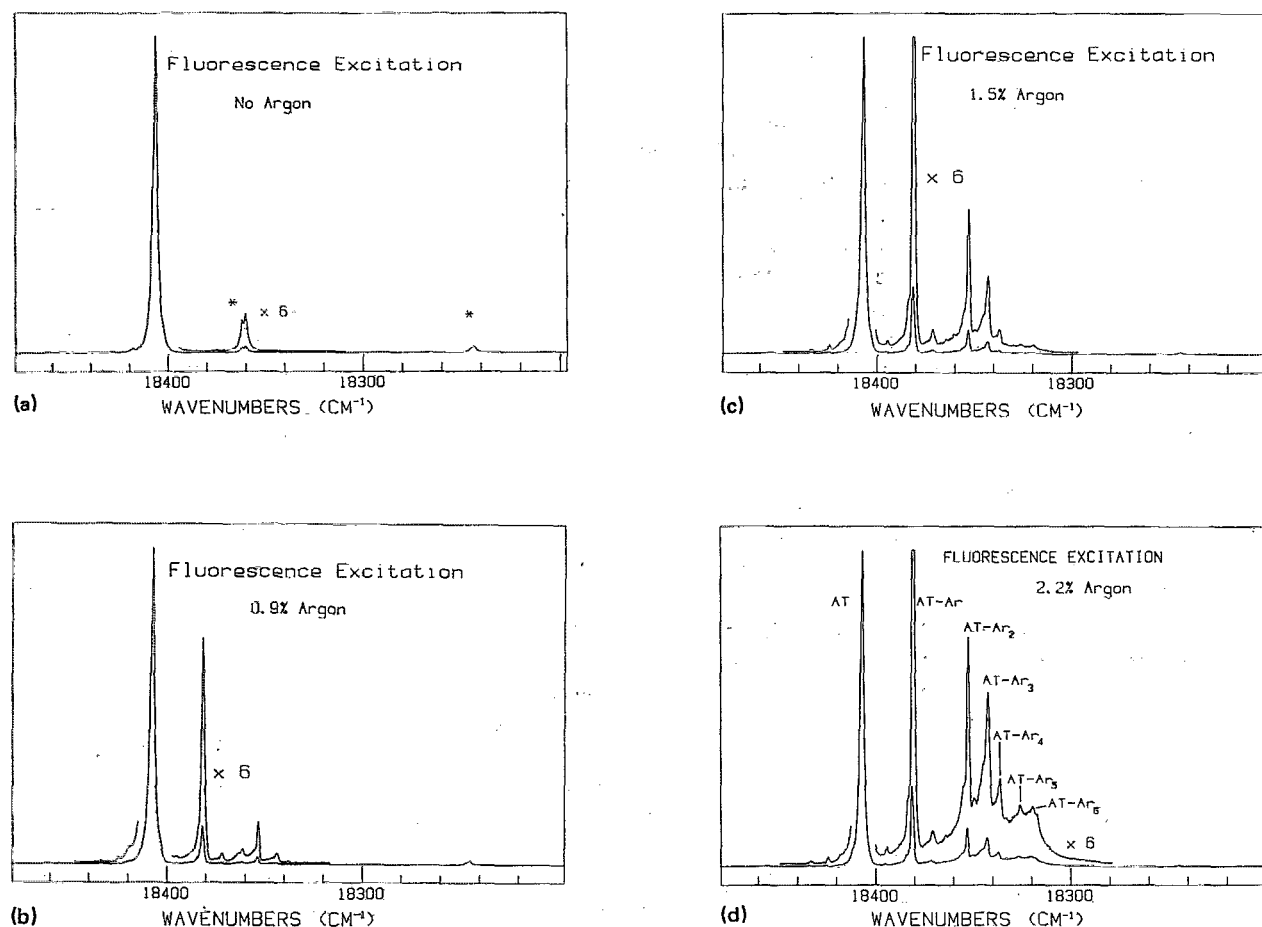 Fluorescence Excitation
No Argon
*
× 6
*
18400
18300
(a)
WAVENUMBERS (CM⁻¹)
Fluorescence Excitation
1.5% Argon
× 6
18400
18300
(c)
WAVENUMBERS (CM⁻¹)
Fluorescence Excitation
0.9% Argon
× 6
18400
18300
(b)
WAVENUMBERS (CM⁻¹)
FLUORESCENCE EXCITATION
2.2% Argon
AT
AT-Ar
AT-Ar₂
AT-Ar₃
AT-Ar₄
AT-Ar₅
AT-Ar₆
× 6
18400
18300
(d)
WAVENUMBERS (CM⁻¹)